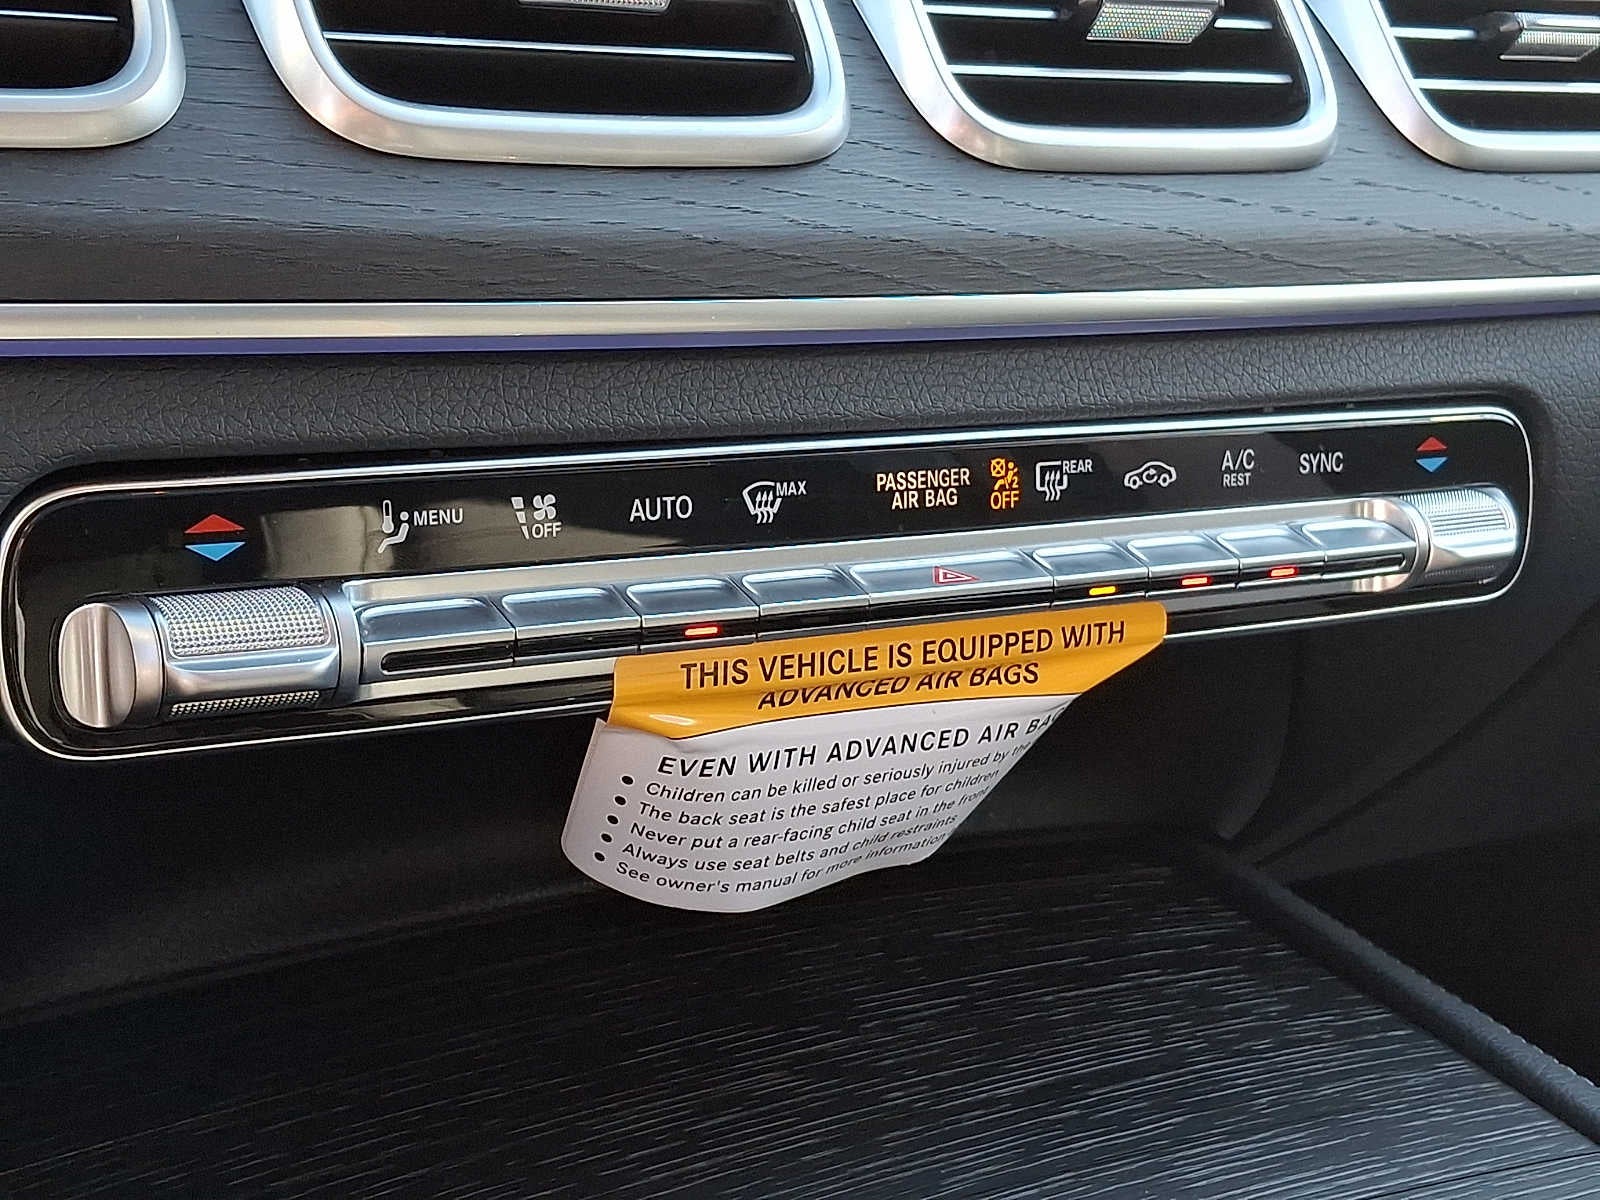 MENU
OFF
AUTO
MAX
PASSENGER
AIR BAG
2
OFF
REAR
A/C
REST
SYNC
THIS VEHICLE IS EQUIPPED WITH
ADVANCED AIR BAGS
EVEN WITH ADVANCED AIR
• Children can be killed or seriously injured by the
• The back seat is the safest place for children
• Never put a rear-facing child seat in the front
• Always use seat belts and child restraints
• See owner's manual for more information